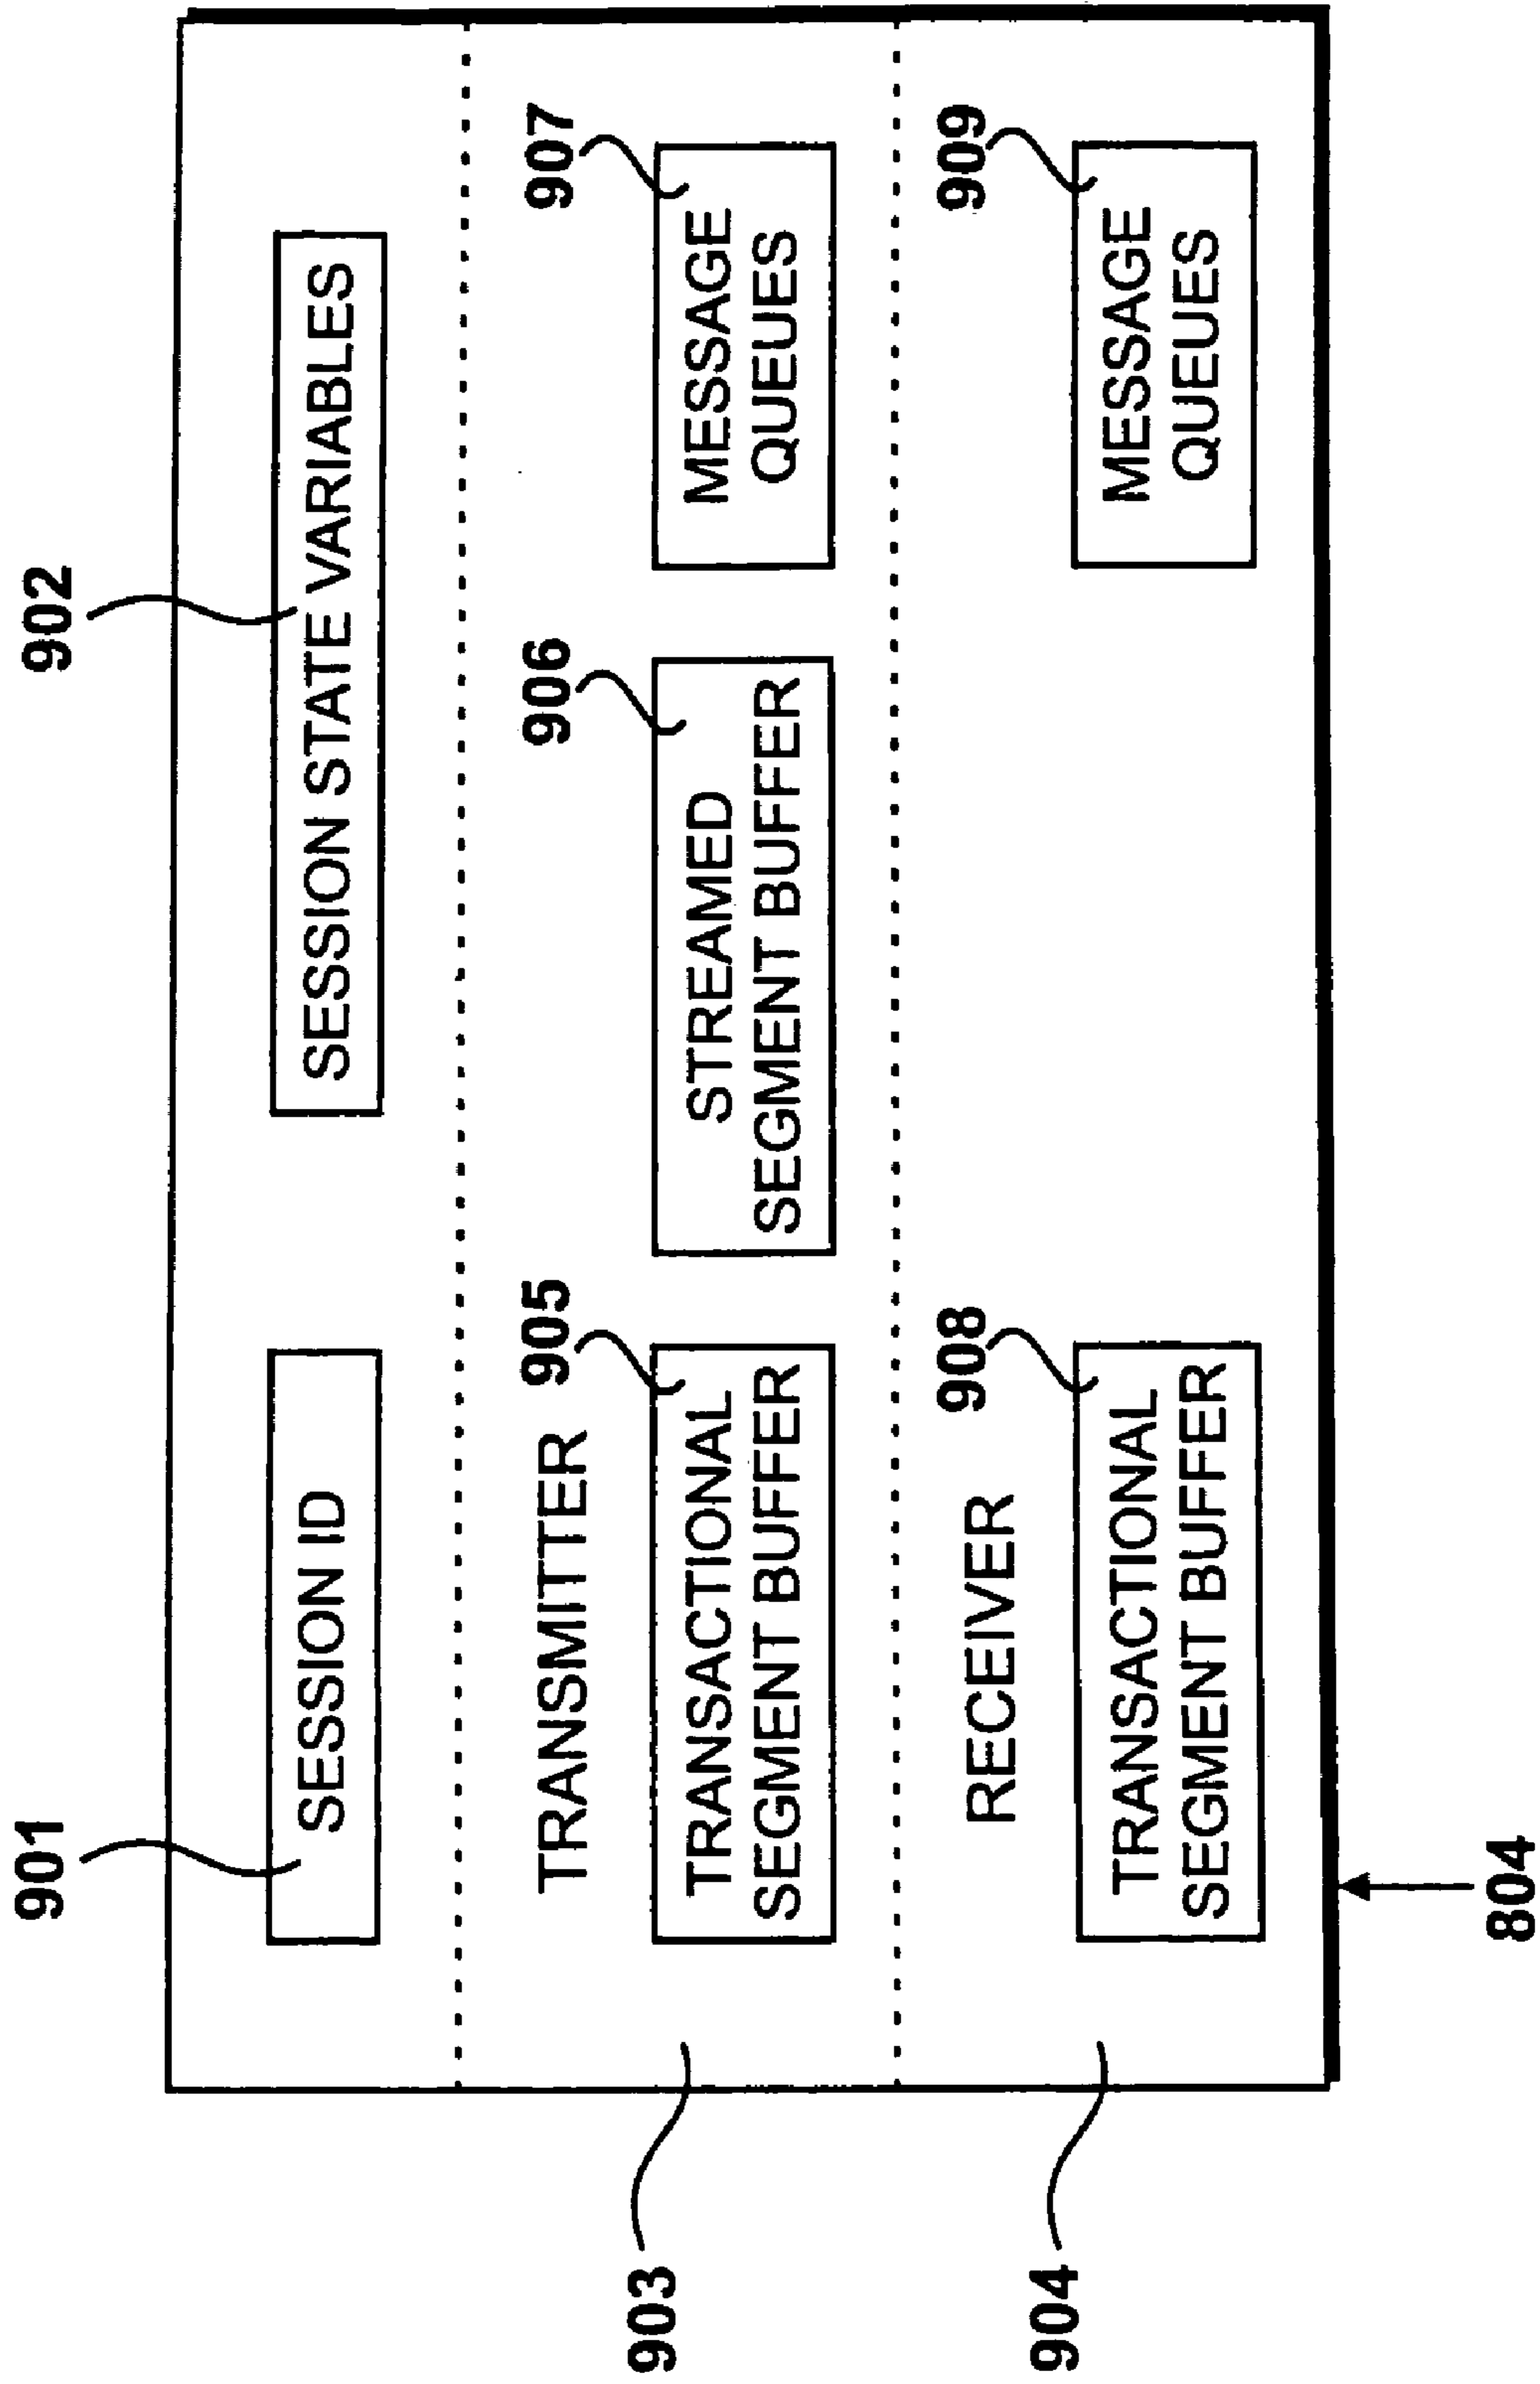 901
902
SESSION ID
SESSION STATE VARIABLES
903
TRANSMITTER
905
906
907
TRANSACTIONAL
SEGMENT BUFFER
STREAMED
SEGMENT BUFFER
MESSAGE
QUEUES
904
RECEIVER
908
909
TRANSACTIONAL
SEGMENT BUFFER
MESSAGE
QUEUES
804